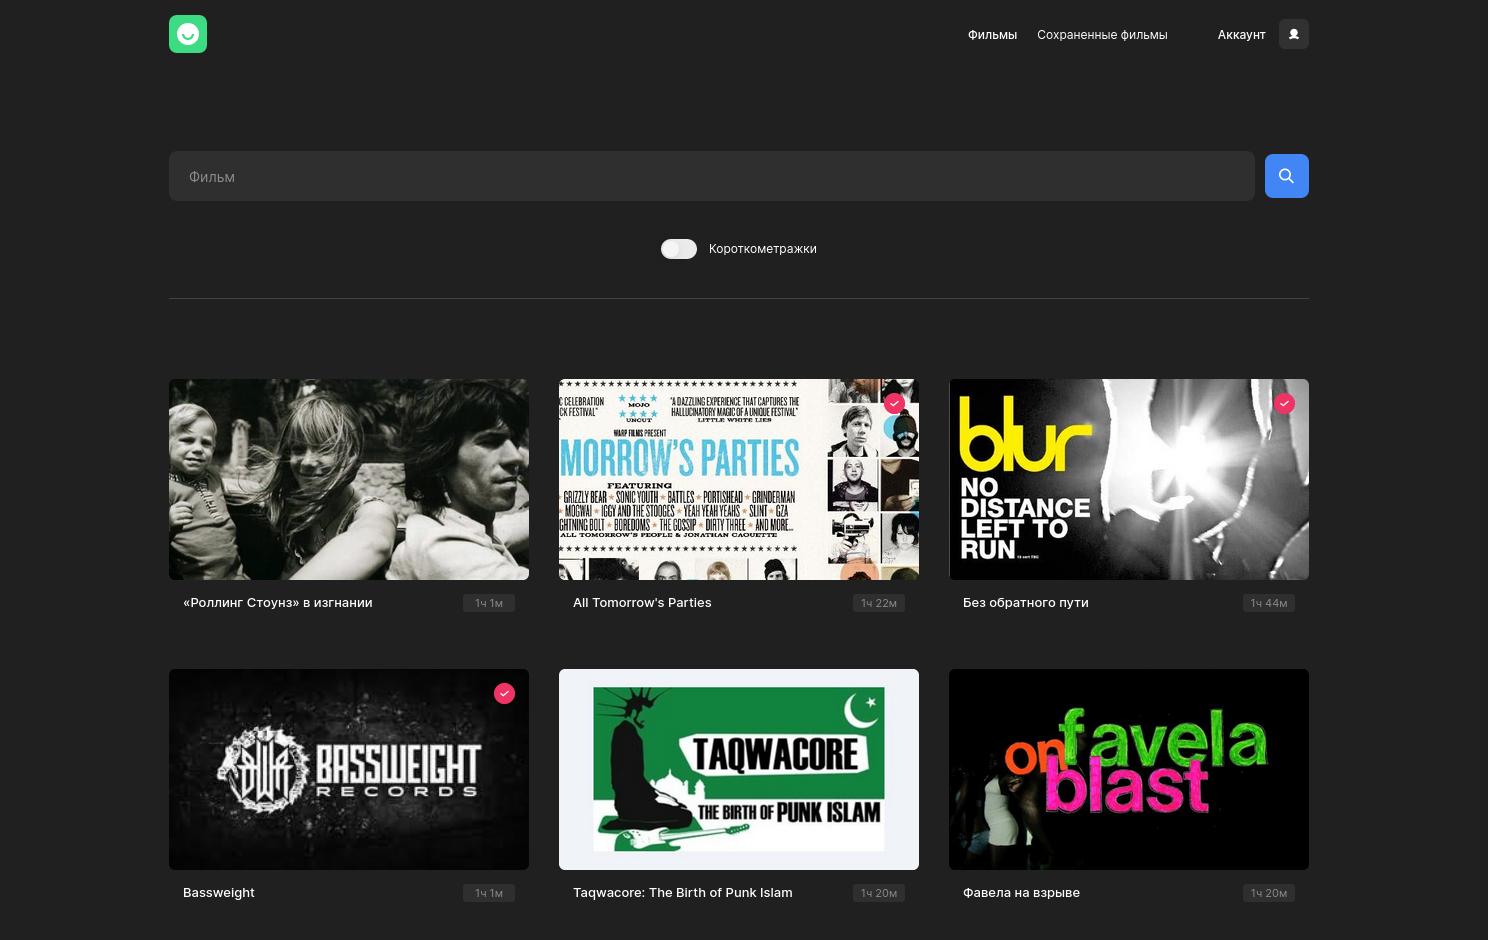 Фильмы
Сохраненные фильмы
Аккаунт
Фильм
Короткометражки
C CELEBRATION
CK FESTIVAL"
MOJO
UNCUT
"A DAZZLING EXPERIENCE THAT CAPTURES THE
HALLUCINATORY MAGIC OF A UNIQUE FESTIVAL"
LITTLE WHITE LIES
WARP FILMS PRESENT
MORROW'S PARTIES
FEATURING
GRIZZLY BEAR ★ SONIC YOUTH ★ BATTLES ★ PORTISHEAD ★ GRINDERMAN
MOGWAI ★ IGGY AND THE STOOGES ★ YEAH YEAH YEAHS ★ SLINT ★ GZA
GHTNING BOLT ★ BOREDOMS ★ THE GOSSIP ★ DIRTY THREE ★ AND MORE...
ALL TOMORROW'S PEOPLE & JONATHAN CAOUETTE
blur
NO
DISTANCE
LEFT TO
RUN
«Роллинг Стоунз» в изгнании
1ч 1м
All Tomorrow's Parties
1ч 22м
Без обратного пути
1ч 44м
BASSWEIGHT
RECORDS
TAQWACORE
THE BIRTH OF PUNK ISLAM
favela
on
blast
Bassweight
1ч 1м
Taqwacore: The Birth of Punk Islam
1ч 20м
Фавела на взрыве
1ч 20м